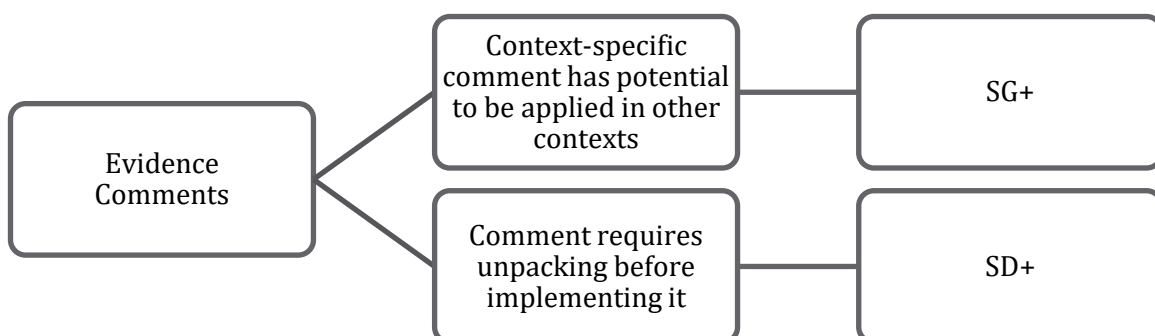 Context-specific
comment has potential
to be applied in other
contexts
SG+
Evidence
Comments
Comment requires
unpacking before
implementing it
SD+